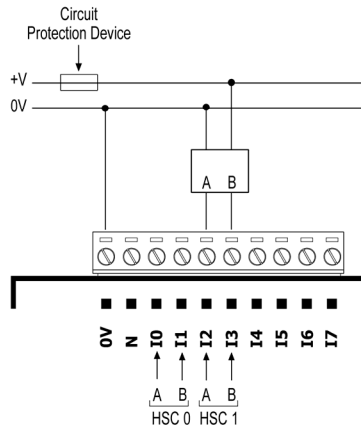 Circuit
Protection Device
+V
0V
A B
0V N I0 I1 I2 I3 I4 I5 I6 I7
A B A B
HSC 0 HSC 1